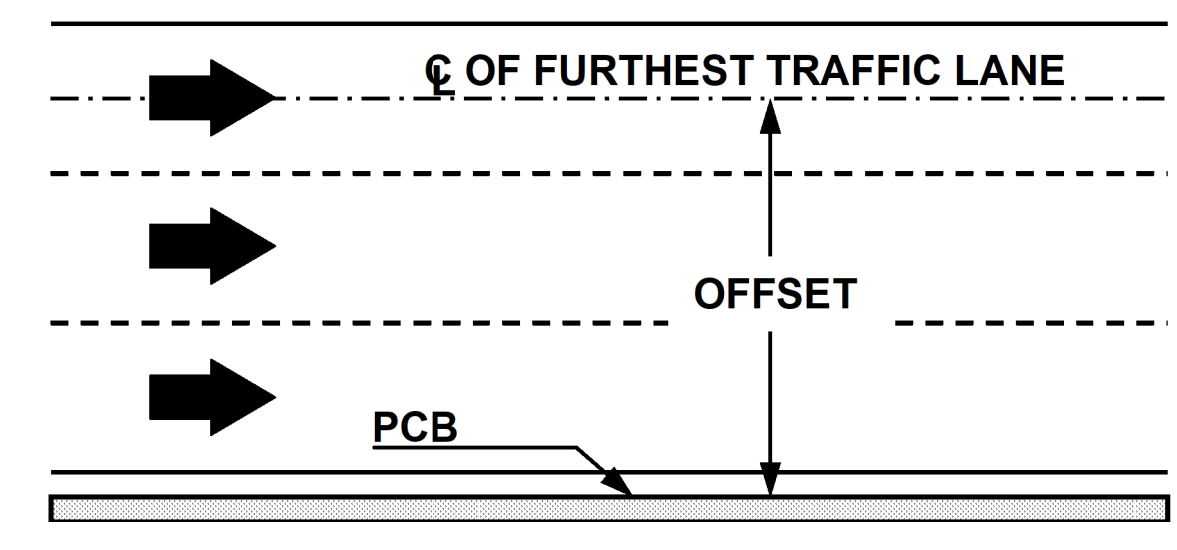 ℄ OF FURTHEST TRAFFIC LANE
OFFSET
PCB